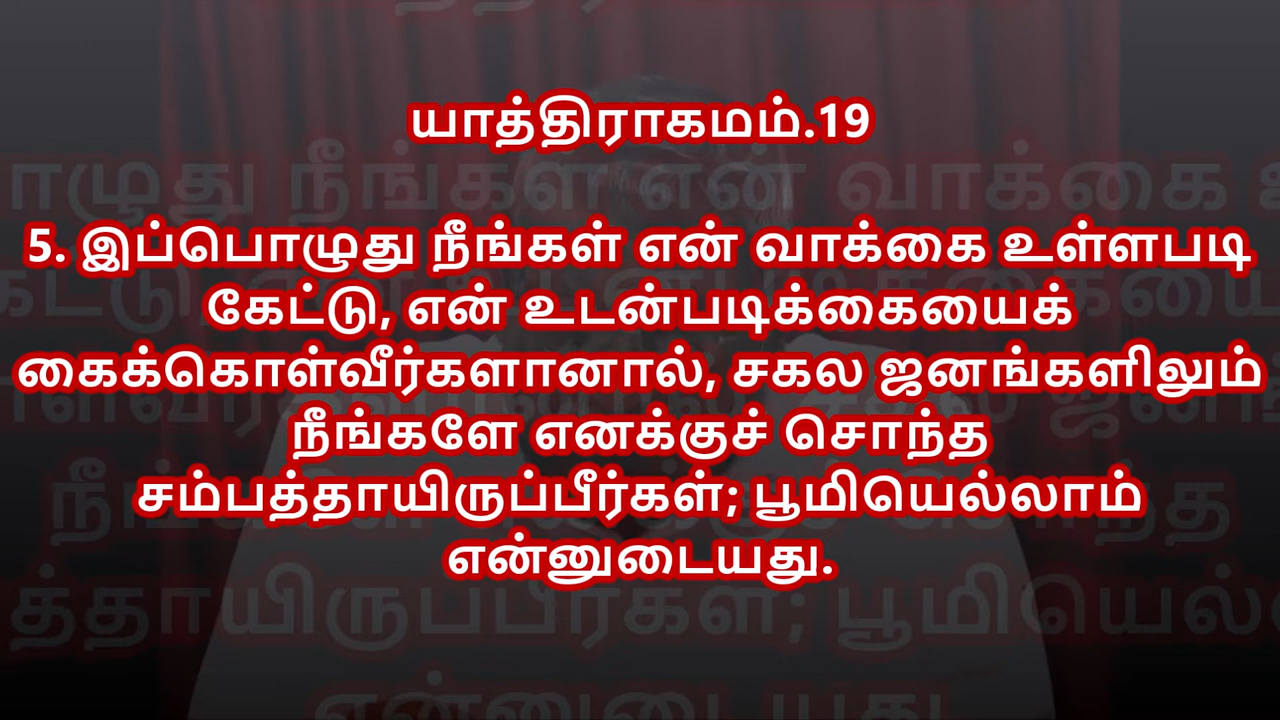 யாத்திராகமம்.19
5. இப்பொழுது நீங்கள் என் வாக்கை உள்ளபடி
கேட்டு, என் உடன்படிக்கையைக்
கைக்கொள்வீர்களானால், சகல ஜனங்களிலும்
நீங்களே எனக்குச் சொந்த
சம்பத்தாயிருப்பீர்கள்; பூமியெல்லாம்
என்னுடையது.